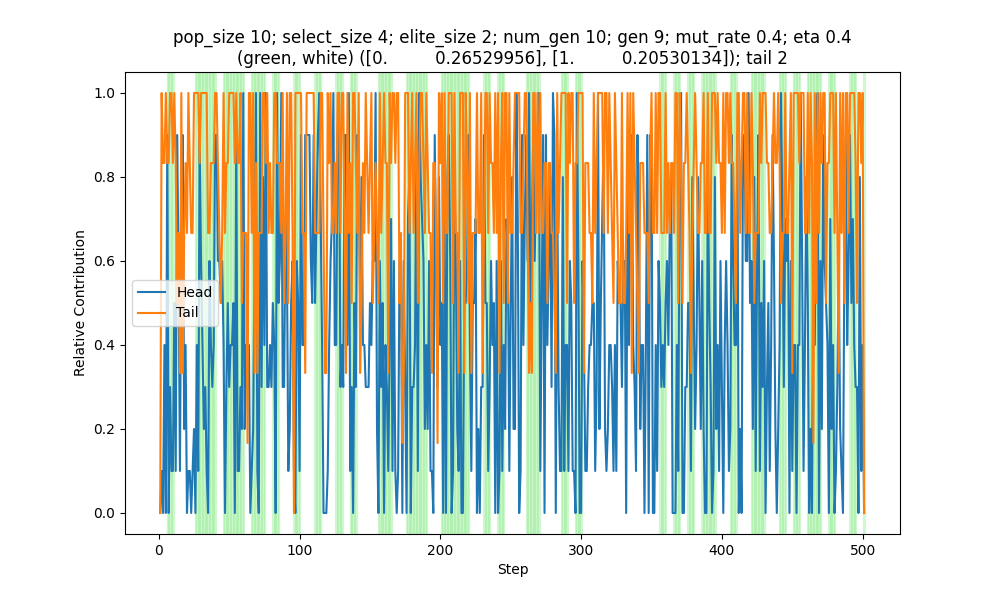 pop_size 10; select_size 4; elite_size 2; num_gen 10; gen 9; mut_rate 0.4; eta 0.4
(green, white) ([0. 0.26529956], [1. 0.20530134]); tail 2
1.0
0.8
0.6
0.4
0.2
0.0
Relative Contribution
Head
Tail
0 100 200 300 400 500
Step